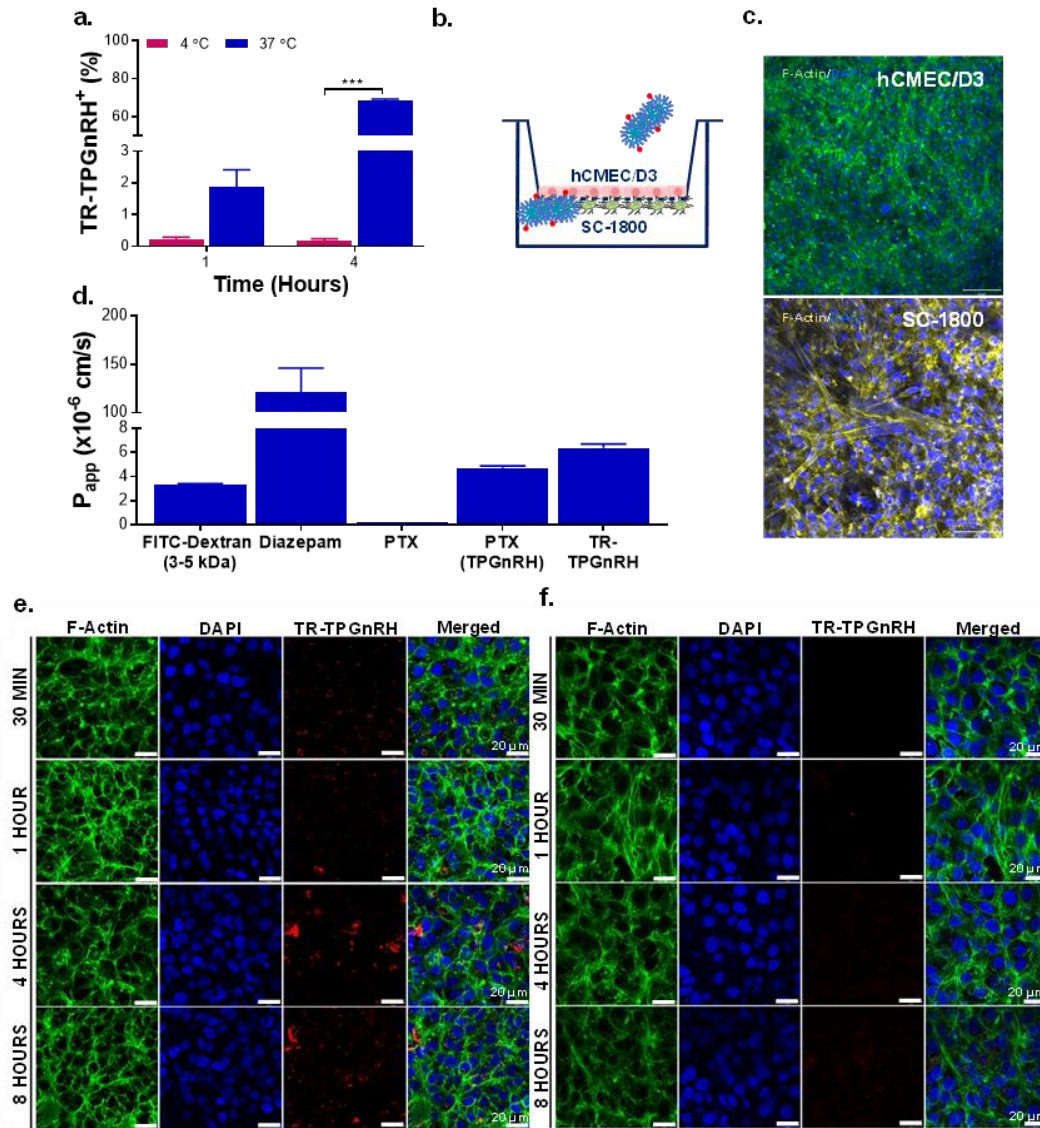 a.
4 °C 37 °C
TR-TPGnRH+ (%)
100
80
60
3
2
1
0
***
1 4
Time (Hours)
b.
hCMEC/D3
SC-1800
c.
F-Actin/
hCMEC/D3
F-Actin/
SC-1800
d.
Papp (x10-6 cm/s)
200
150
100
8
6
4
2
0
FITC-Dextran Diazepam PTX PTX TR-
(3-5 kDa) (TPGnRH) TPGnRH
e.
F-Actin DAPI TR-TPGnRH Merged
30 MIN
20 µm
1 HOUR
20 µm
4 HOURS
20 µm
8 HOURS
20 µm
f.
F-Actin DAPI TR-TPGnRH Merged
30 MIN
20 µm
1 HOUR
20 µm
4 HOURS
20 µm
8 HOURS
20 µm